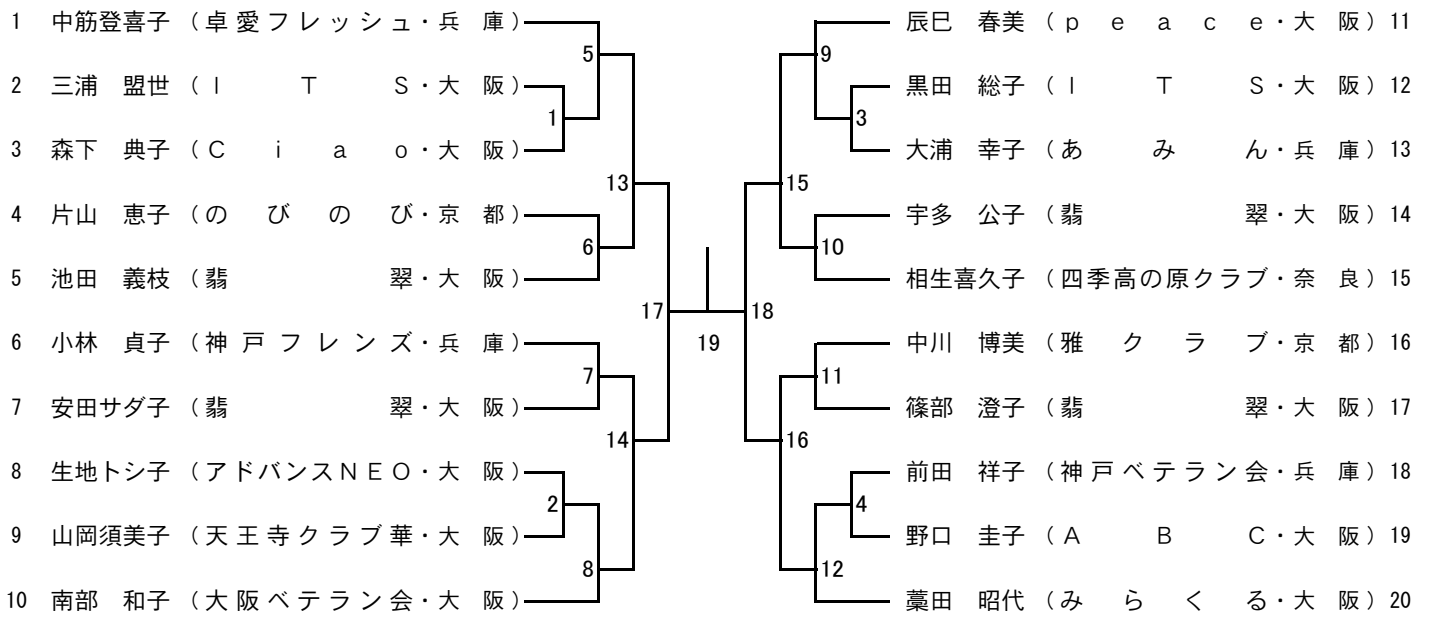 1 中筋登喜子 (卓愛フレッシュ・兵 庫)
5
2 三浦 盟世 (I T S・大 阪)
1
3 森下 典子 (C i a o・大 阪)
13
4 片山 恵子 (の び の び・京 都)
6
5 池田 義枝 (翡 翠・大 阪)
17
6 小林 貞子 (神 戸 フ レ ン ズ・兵 庫)
7
7 安田サダ子 (翡 翠・大 阪)
14
8 生地トシ子 (アドバンスNEO・大 阪)
2
9 山岡須美子 (天王寺クラブ華・大 阪)
8
10 南部 和子 (大阪ベテラン会・大 阪)
19
辰巳 春美 (p e a c e・大 阪) 11
9
黒田 総子 (I T S・大 阪) 12
3
大浦 幸子 (あ み ん・兵 庫) 13
15
宇多 公子 (翡 翠・大 阪) 14
10
相生喜久子 (四季高の原クラブ・奈 良) 15
18
中川 博美 (雅 ク ラ ブ・京 都) 16
11
篠部 澄子 (翡 翠・大 阪) 17
16
前田 祥子 (神戸ベテラン会・兵 庫) 18
4
野口 圭子 (A B C・大 阪) 19
12
藁田 昭代 (み ら く る・大 阪) 20